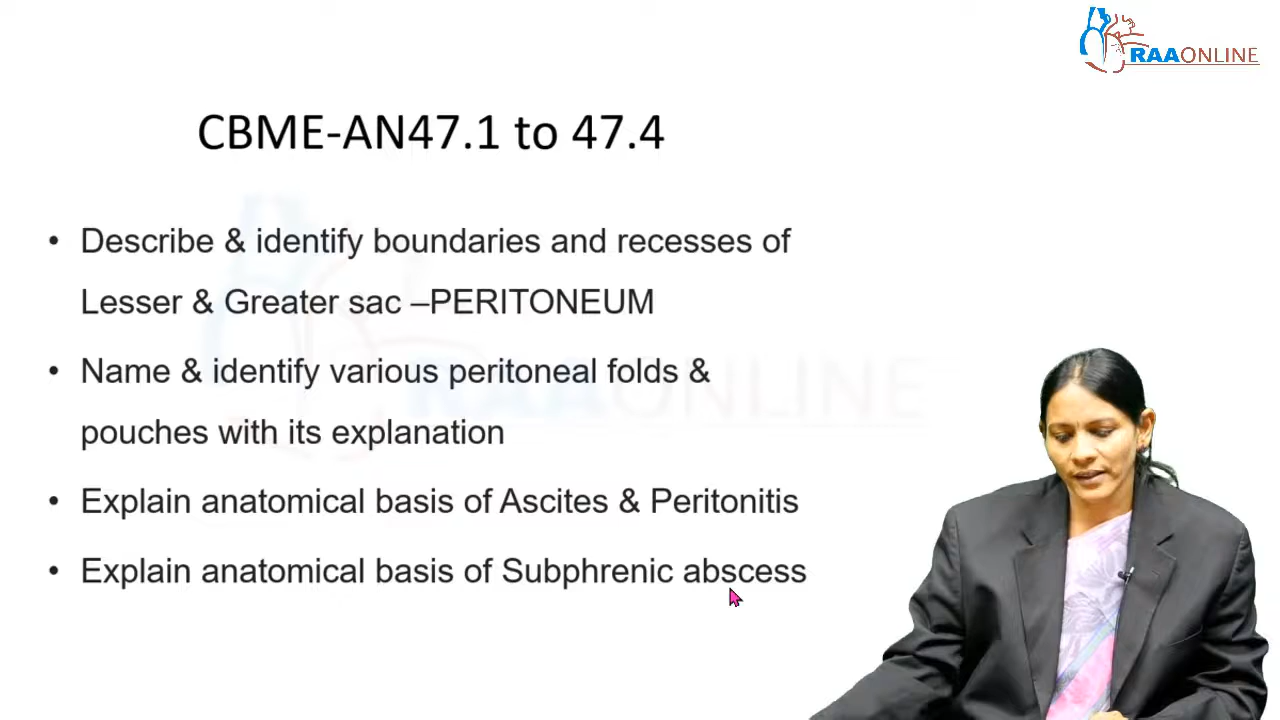 RAAONLINE
CBME-AN47.1 to 47.4
• Describe & identify boundaries and recesses of
Lesser & Greater sac –PERITONEUM
• Name & identify various peritoneal folds &
pouches with its explanation
• Explain anatomical basis of Ascites & Peritonitis
• Explain anatomical basis of Subphrenic abscess
RAAONLINE